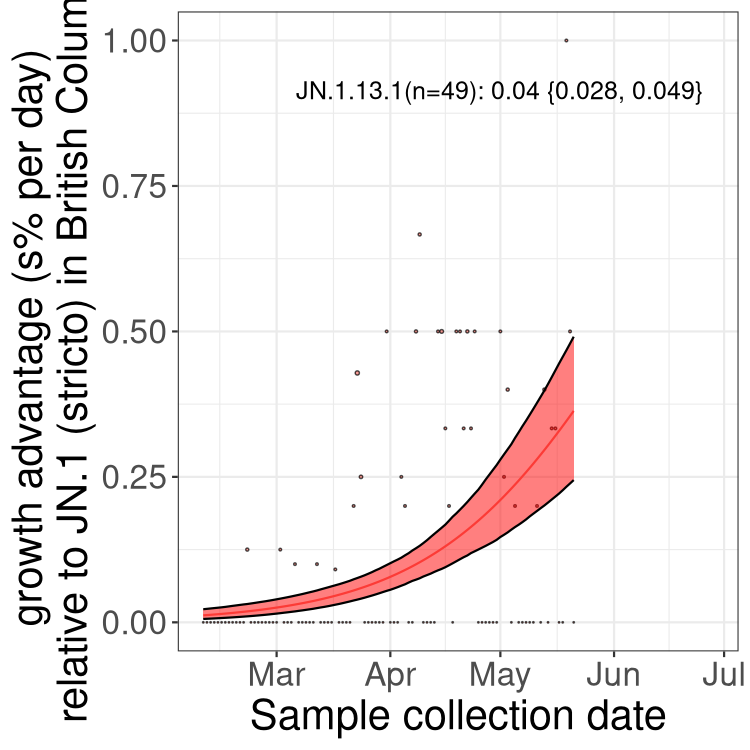 growth advantage (s% per day)
relative to JN.1 (stricto) in British Colum
1.00
0.75
0.50
0.25
0.00
JN.1.13.1(n=49): 0.04 {0.028, 0.049}
Mar Apr May Jun Jul
Sample collection date